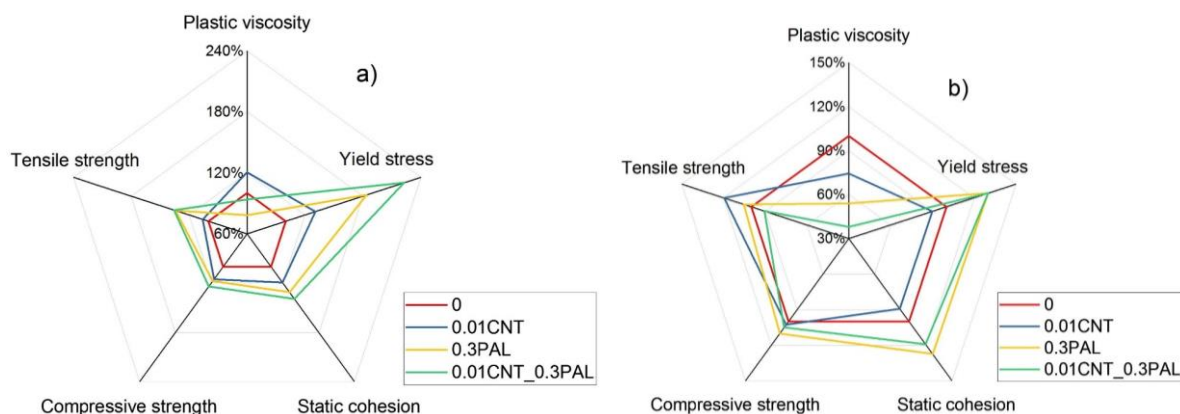 Plastic viscosity
240%
a)
180%
Tensile strength
120%
Yield stress
60%
0
0.01CNT
0.3PAL
0.01CNT_0.3PAL
Compressive strength
Static cohesion
Plastic viscosity
150%
b)
120%
Tensile strength
90%
Yield stress
60%
30%
0
0.01CNT
0.3PAL
0.01CNT_0.3PAL
Compressive strength
Static cohesion